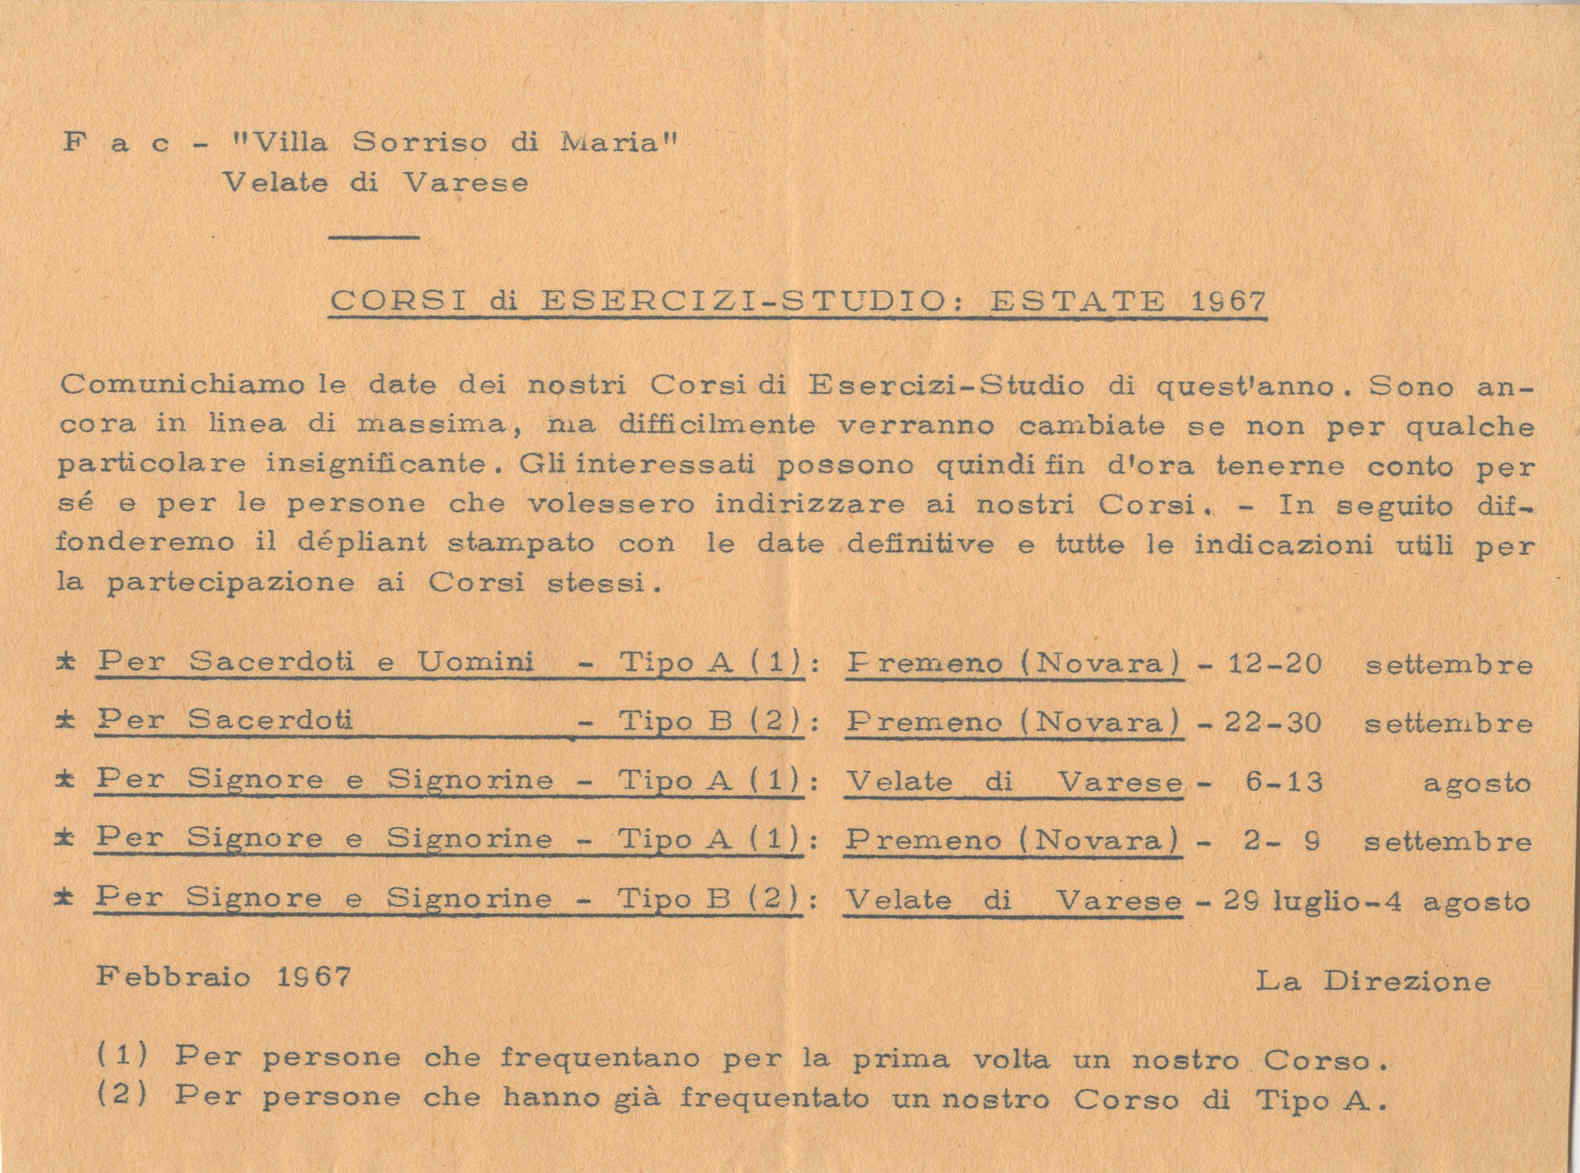 F a c - "Villa Sorriso di Maria"
Velate di Varese
CORSI di ESERCIZI-STUDIO: ESTATE 1967
Comunichiamo le date dei nostri Corsi di Esercizi-Studio di quest'anno. Sono an-
cora in linea di massima, ma difficilmente verranno cambiate se non per qualche
particolare insignificante. Gli interessati possono quindi fin d'ora tenerne conto per
sé e per le persone che volessero indirizzare ai nostri Corsi. - In seguito dif-
fonderemo il dépliant stampato con le date definitive e tutte le indicazioni utili per
la partecipazione ai Corsi stessi.
* Per Sacerdoti e Uomini - Tipo A (1): Premeno (Novara) - 12-20 settembre
* Per Sacerdoti - Tipo B (2): Premeno (Novara) - 22-30 settembre
* Per Signore e Signorine - Tipo A (1): Velate di Varese - 6-13 agosto
* Per Signore e Signorine - Tipo A (1): Premeno (Novara) - 2- 9 settembre
* Per Signore e Signorine - Tipo B (2): Velate di Varese - 29 luglio-4 agosto
Febbraio 1967 La Direzione
(1) Per persone che frequentano per la prima volta un nostro Corso.
(2) Per persone che hanno già frequentato un nostro Corso di Tipo A.